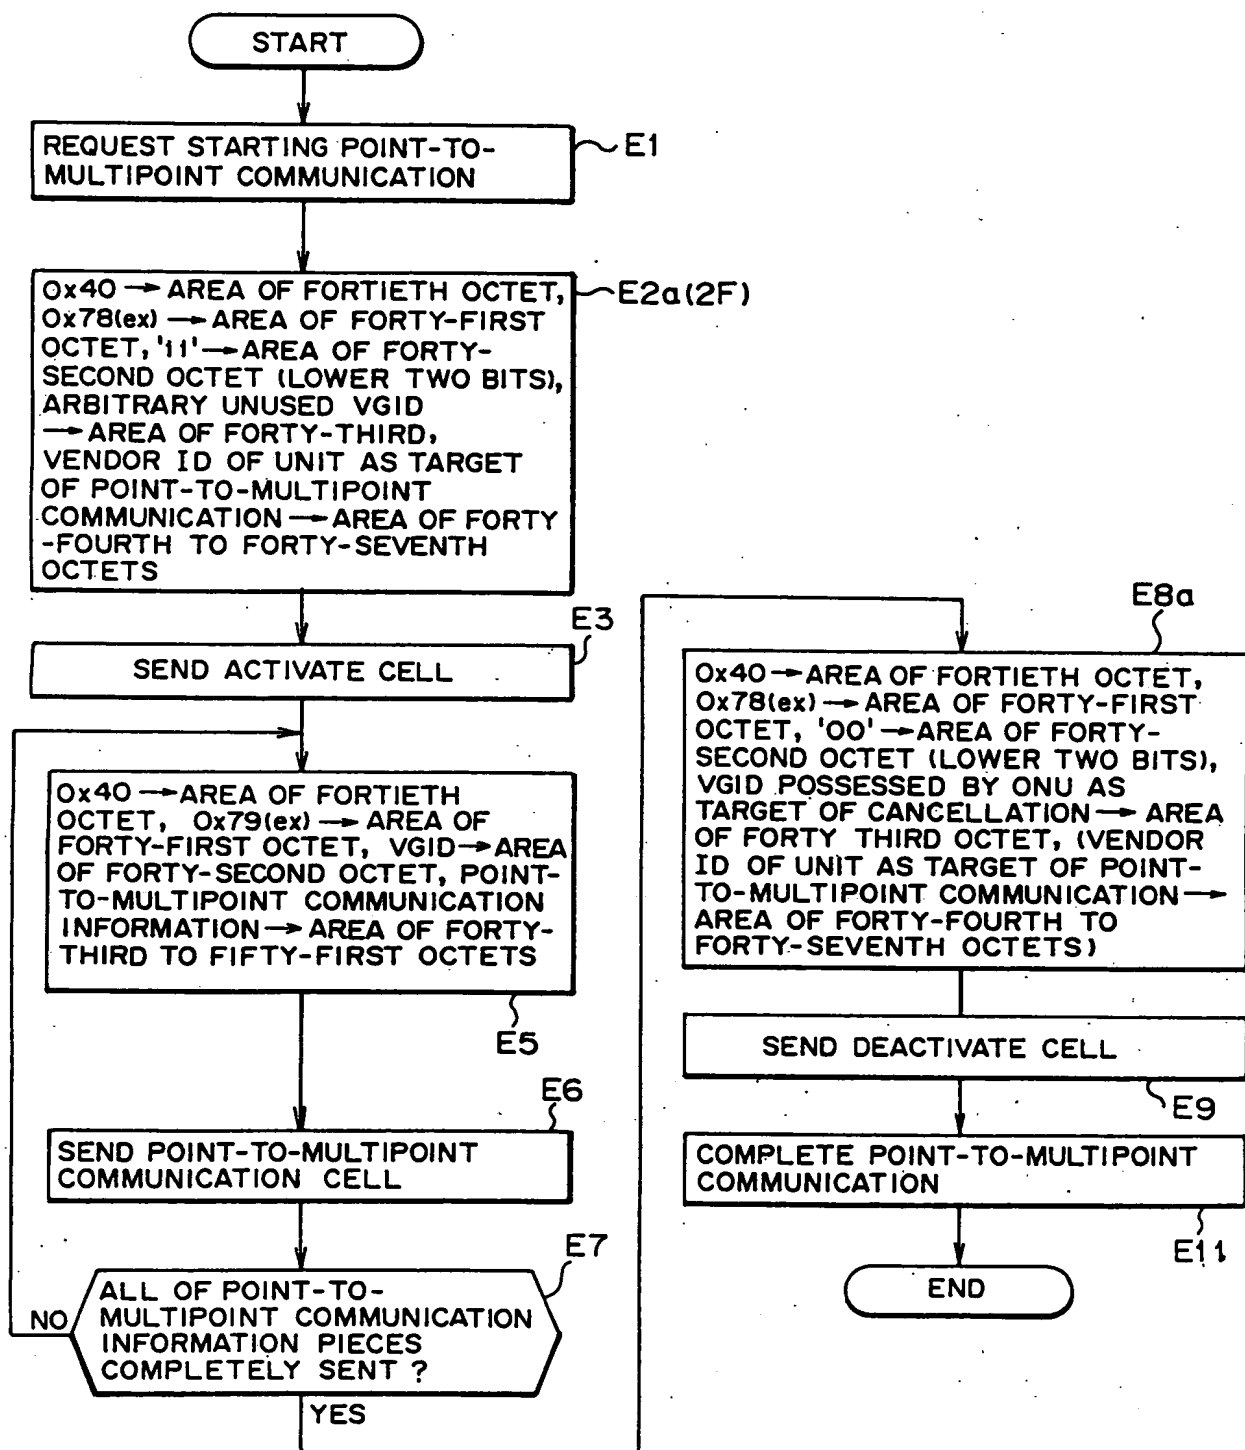 START
REQUEST STARTING POINT-TO-
MULTIPOINT COMMUNICATION
E1
0x40→AREA OF FORTIETH OCTET,
0x78(ex)→AREA OF FORTY-FIRST
OCTET, '11'→AREA OF FORTY-
SECOND OCTET (LOWER TWO BITS),
ARBITRARY UNUSED VGID
→AREA OF FORTY-THIRD,
VENDOR ID OF UNIT AS TARGET
OF POINT-TO-MULTIPOINT
COMMUNICATION→AREA OF FORTY
-FOURTH TO FORTY-SEVENTH
OCTETS
E2a(2F)
E3
SEND ACTIVATE CELL
0x40→AREA OF FORTIETH
OCTET, 0x79(ex)→AREA OF
FORTY-FIRST OCTET, VGID→AREA
OF FORTY-SECOND OCTET, POINT-
TO-MULTIPOINT COMMUNICATION
INFORMATION→AREA OF FORTY-
THIRD TO FIFTY-FIRST OCTETS
E5
E6
SEND POINT-TO-MULTIPOINT
COMMUNICATION CELL
E7
ALL OF POINT-TO-
MULTIPOINT COMMUNICATION
INFORMATION PIECES
COMPLETELY SENT ?
NO
YES
E8a
0x40→AREA OF FORTIETH OCTET,
0x78(ex)→AREA OF FORTY-FIRST
OCTET, '00'→AREA OF FORTY-
SECOND OCTET (LOWER TWO BITS),
VGID POSSESSED BY ONU AS
TARGET OF CANCELLATION→AREA
OF FORTY THIRD OCTET, (VENDOR
ID OF UNIT AS TARGET OF POINT-
TO-MULTIPOINT COMMUNICATION→
AREA OF FORTY-FOURTH TO
FORTY-SEVENTH OCTETS)
SEND DEACTIVATE CELL
E9
COMPLETE POINT-TO-MULTIPOINT
COMMUNICATION
E11
END